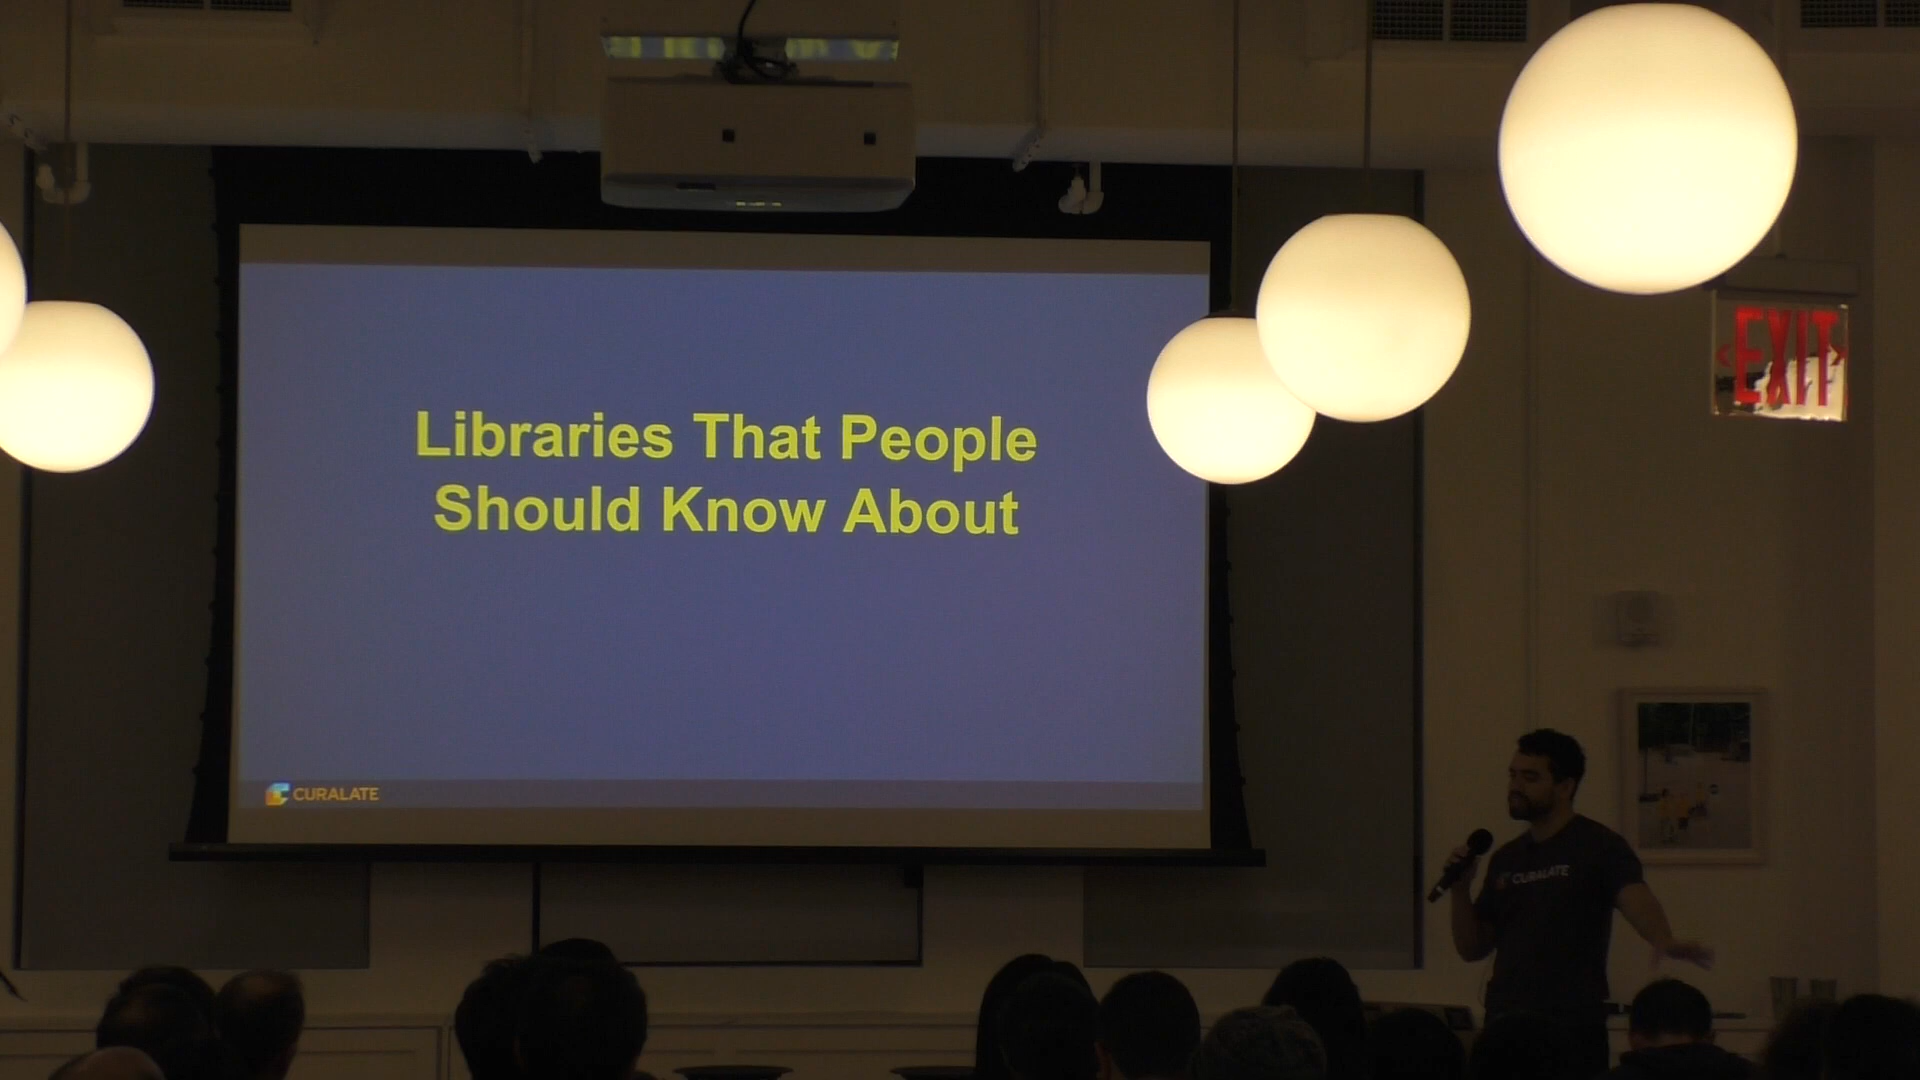 Libraries That People
Should Know About
CURALATE
EXIT
CURALATE